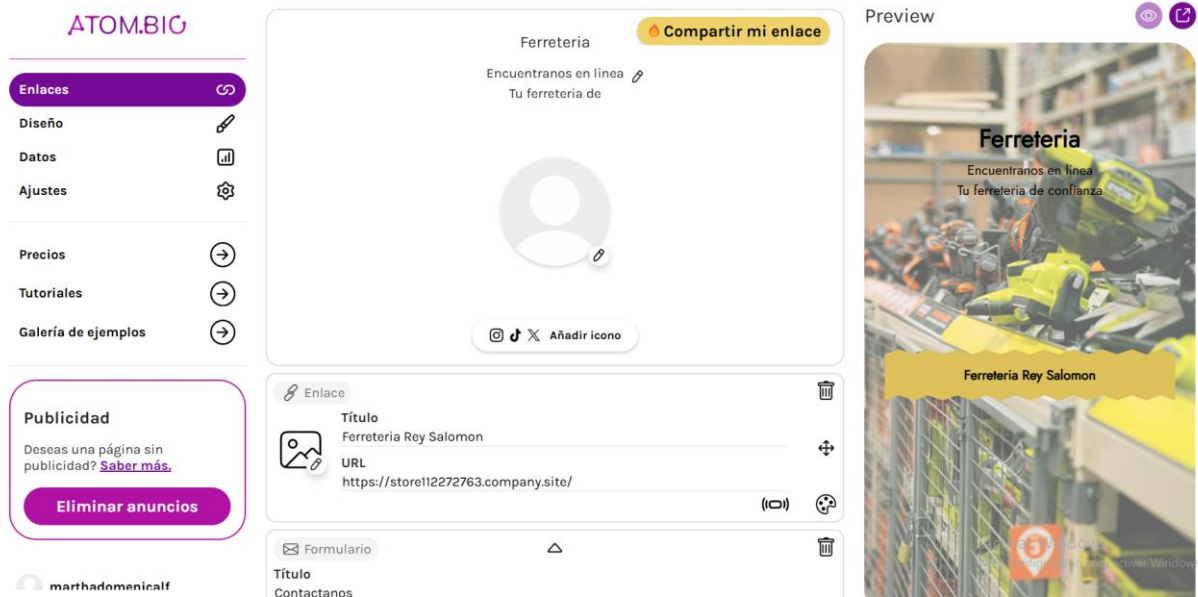 ATOM.BIO
Enlaces
Diseño
Datos
Ajustes
Precios
Tutoriales
Galería de ejemplos
Publicidad
Deseas una página sin
publicidad? Saber más.
Eliminar anuncios
marthadomenicalf
Compartir mi enlace
Ferreteria
Encuentranos en linea
Tu ferreteria de
Añadir icono
Enlace
Título
Ferreteria Rey Salomon
URL
https://store112272763.company.site/
Formulario
Título
Contactanos
Preview
Ferreteria
Encuentranos en linea
Tu ferreteria de confianza
RYOBI
Ferreteria Rey Salomon
3